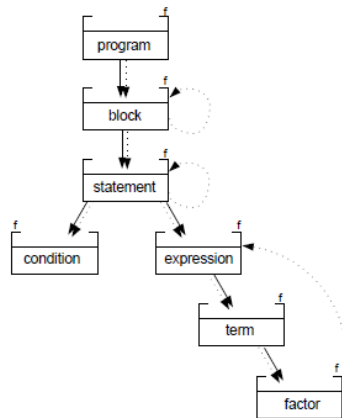 f
program
f
block
f
statement
f f
condition expression
f
term
f
factor